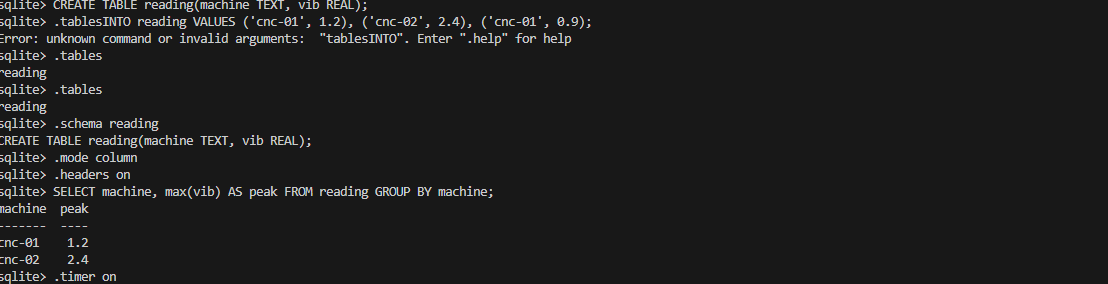 sqlite> CREATE TABLE reading(machine TEXT, vib REAL);
sqlite> .tablesINTO reading VALUES ('cnc-01', 1.2), ('cnc-02', 2.4), ('cnc-01', 0.9);
Error: unknown command or invalid arguments:  "tablesINTO". Enter ".help" for help
sqlite> .tables
reading
sqlite> .tables
reading
sqlite> .schema reading
CREATE TABLE reading(machine TEXT, vib REAL);
sqlite> .mode column
sqlite> .headers on
sqlite> SELECT machine, max(vib) AS peak FROM reading GROUP BY machine;
machine  peak
-------  ----
cnc-01   1.2
cnc-02   2.4
sqlite> .timer on